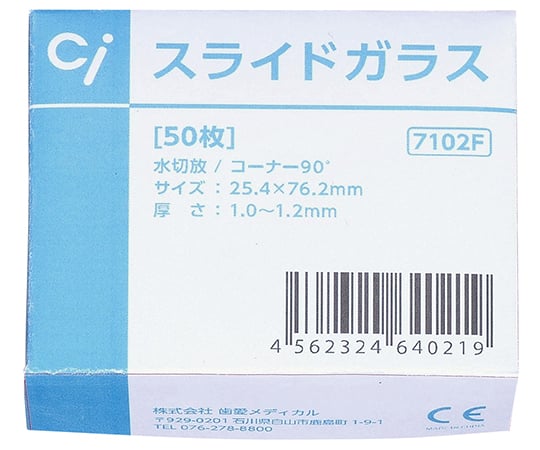 Ci スライドガラス
[50枚] 7102F
水切放 / コーナー90°
サイズ : 25.4×76.2mm
厚 さ : 1.0〜1.2mm
4 562324 640219
株式会社 歯愛メディカル
〒929-0201 石川県白山市鹿島町 1-9-1
TEL 076-278-8800
CE
MADE IN CHINA